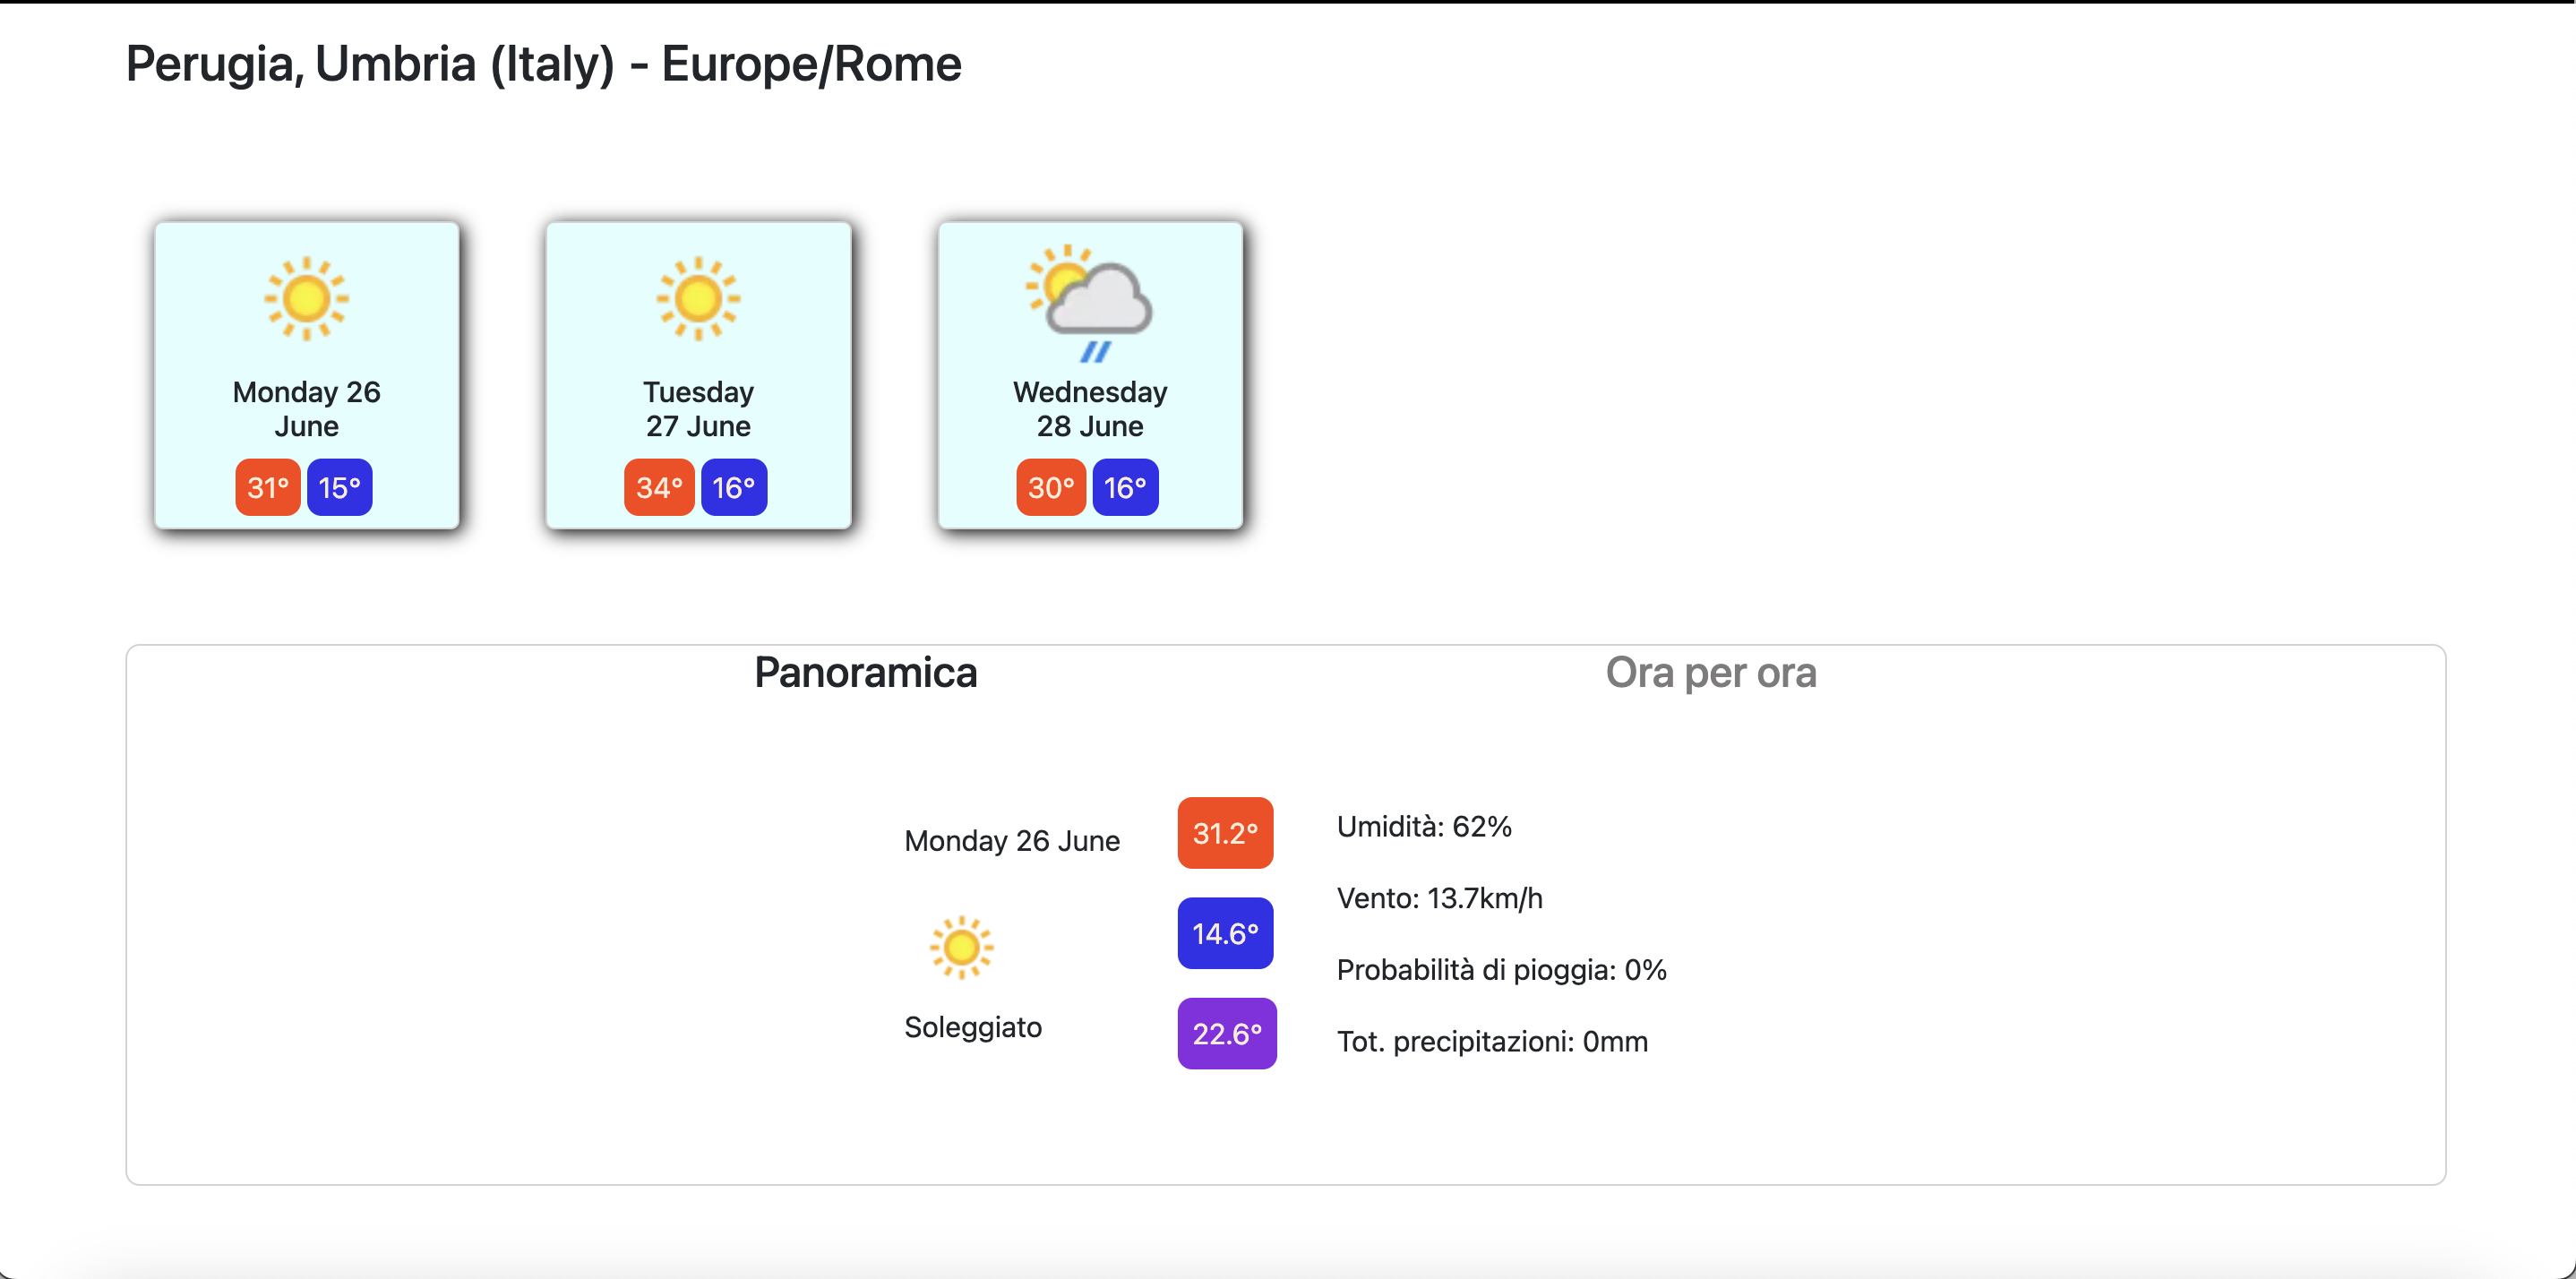 Perugia, Umbria (Italy) - Europe/Rome
Monday 26
June
31° 15°
Tuesday
27 June
34° 16°
Wednesday
28 June
30° 16°
Panoramica
Ora per ora
Monday 26 June
Soleggiato
31.2°
14.6°
22.6°
Umidità: 62%
Vento: 13.7km/h
Probabilità di pioggia: 0%
Tot. precipitazioni: 0mm